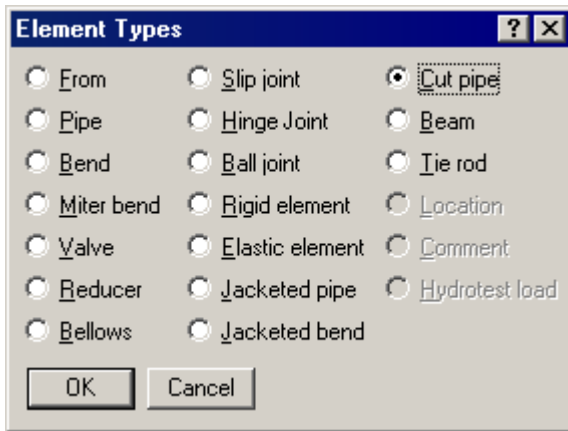 Element Types
From
Slip joint
Cut pipe
Pipe
Hinge Joint
Beam
Bend
Ball joint
Tie rod
Miter bend
Rigid element
Location
Valve
Elastic element
Comment
Reducer
Jacketed pipe
Hydrotest load
Bellows
Jacketed bend
OK
Cancel